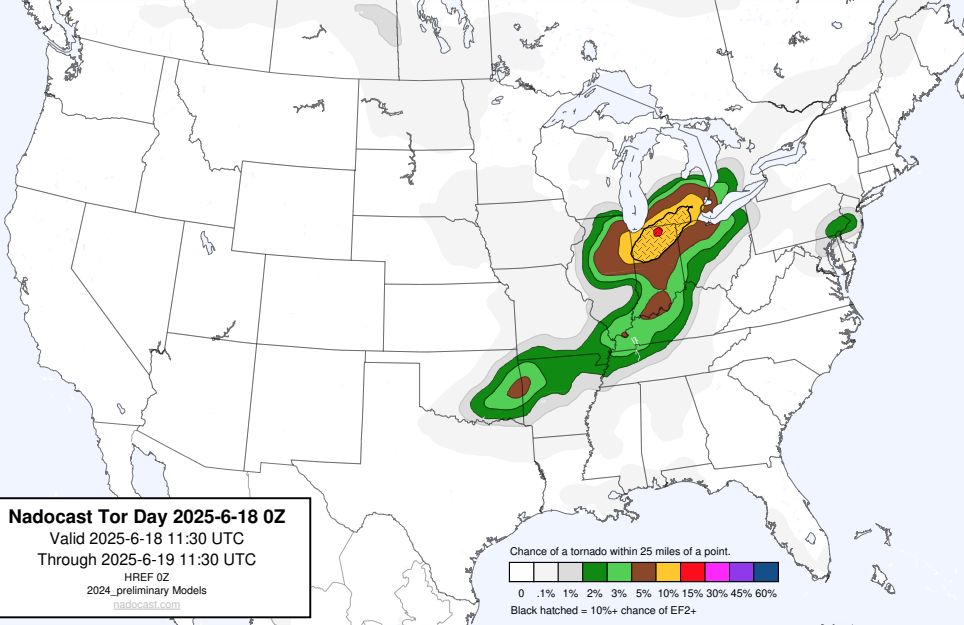 Nadocast Tor Day 2025-6-18 0Z
Valid 2025-6-18 11:30 UTC
Through 2025-6-19 11:30 UTC
HREF 0Z
2024_preliminary Models
nadocast.com
Chance of a tornado within 25 miles of a point.
0 .1% 1% 2% 3% 5% 10% 15% 30% 45% 60%
Black hatched = 10%+ chance of EF2+